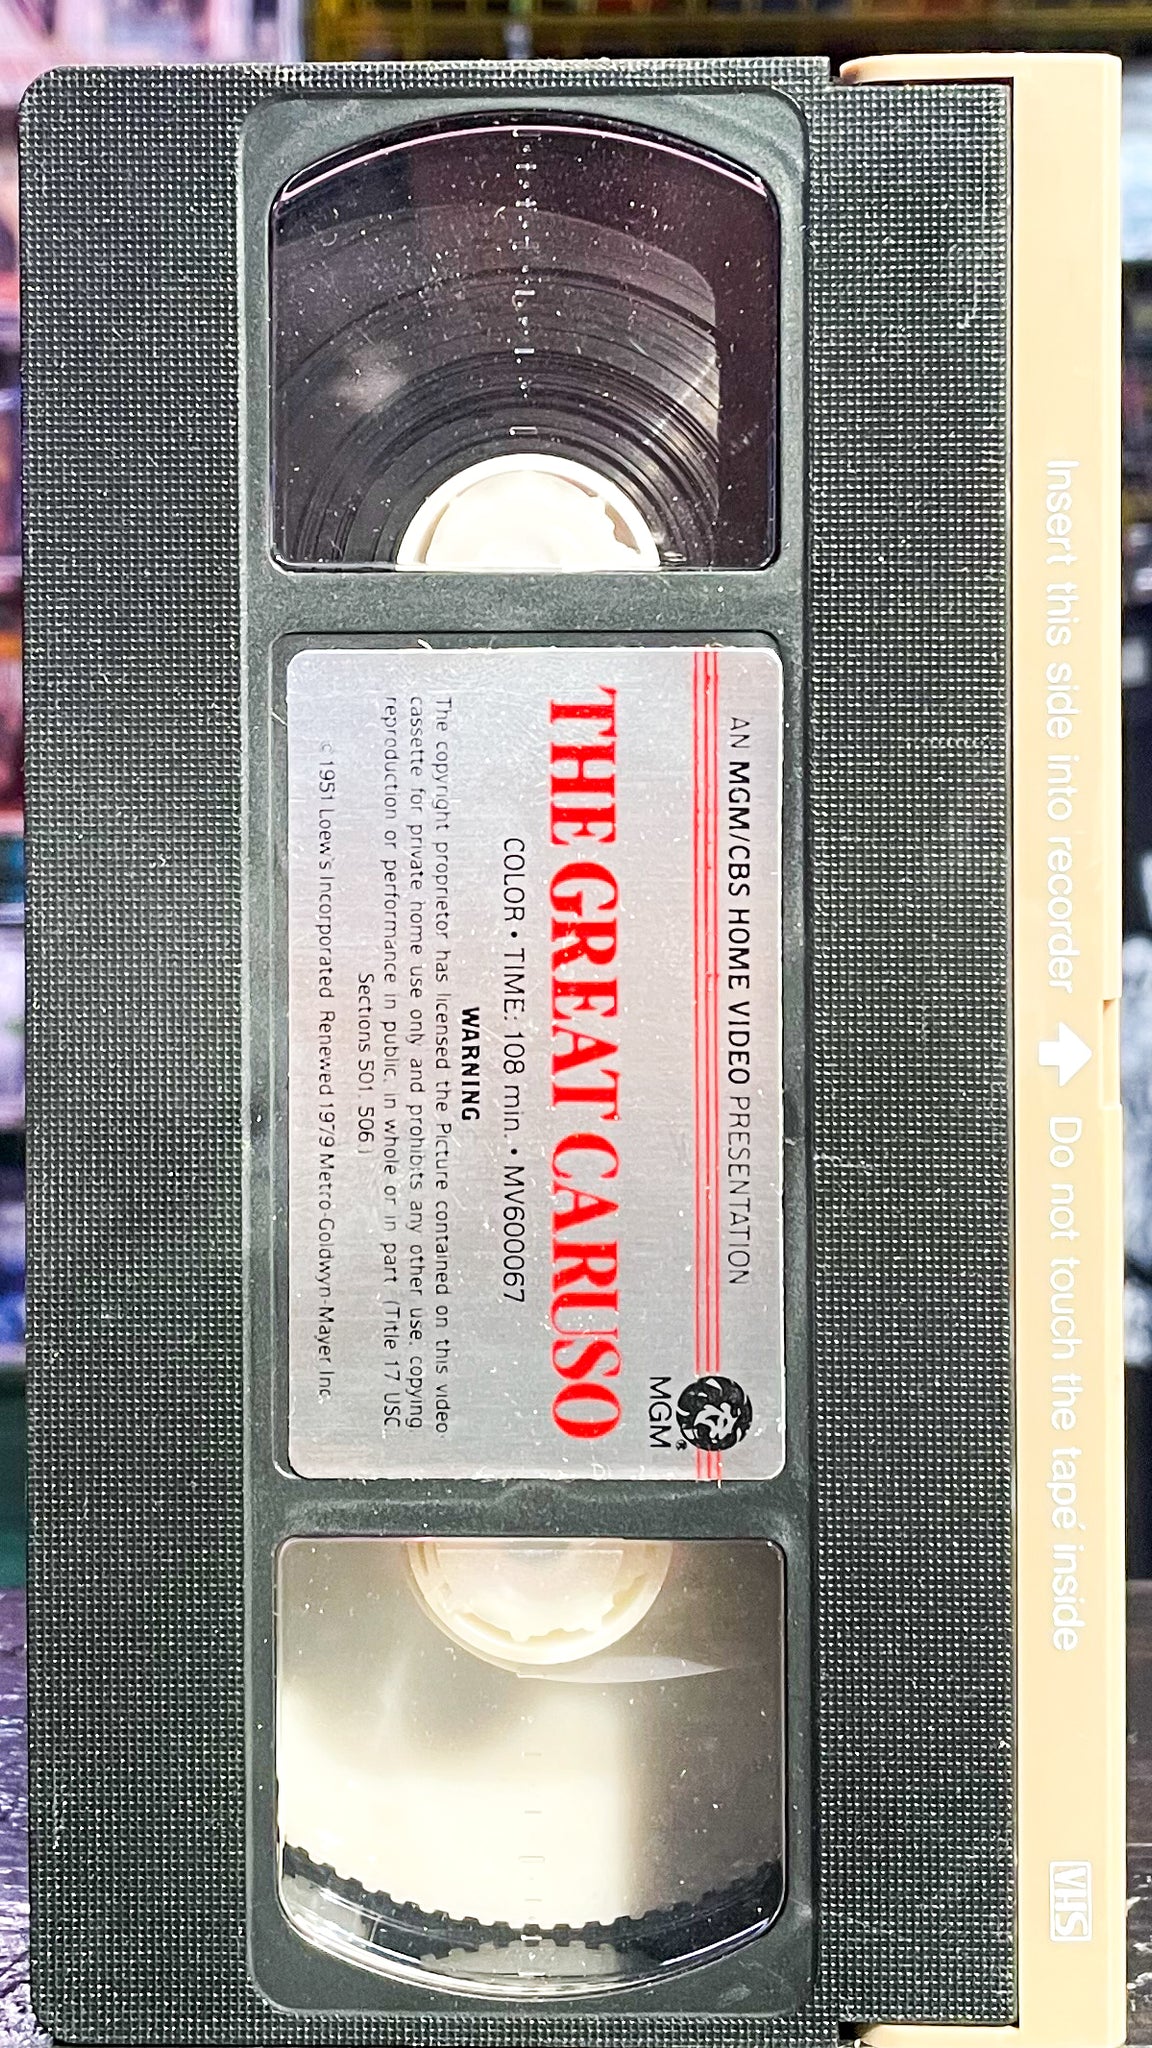 Insert this side into recorder ⬆ Do not touch the tape inside
VHS
AN MGM/CBS HOME VIDEO PRESENTATION
MGM®
THE GREAT CARUSO
COLOR • TIME: 108 min. • MV600067
WARNING
The copyright proprietor has licensed the Picture contained on this video-
cassette for private home use only and prohibits any other use, copying,
reproduction or performance in public, in whole or in part (Title 17 USC
Sections 501, 506)
© 1951 Loew's Incorporated Renewed 1979 Metro-Goldwyn-Mayer Inc.